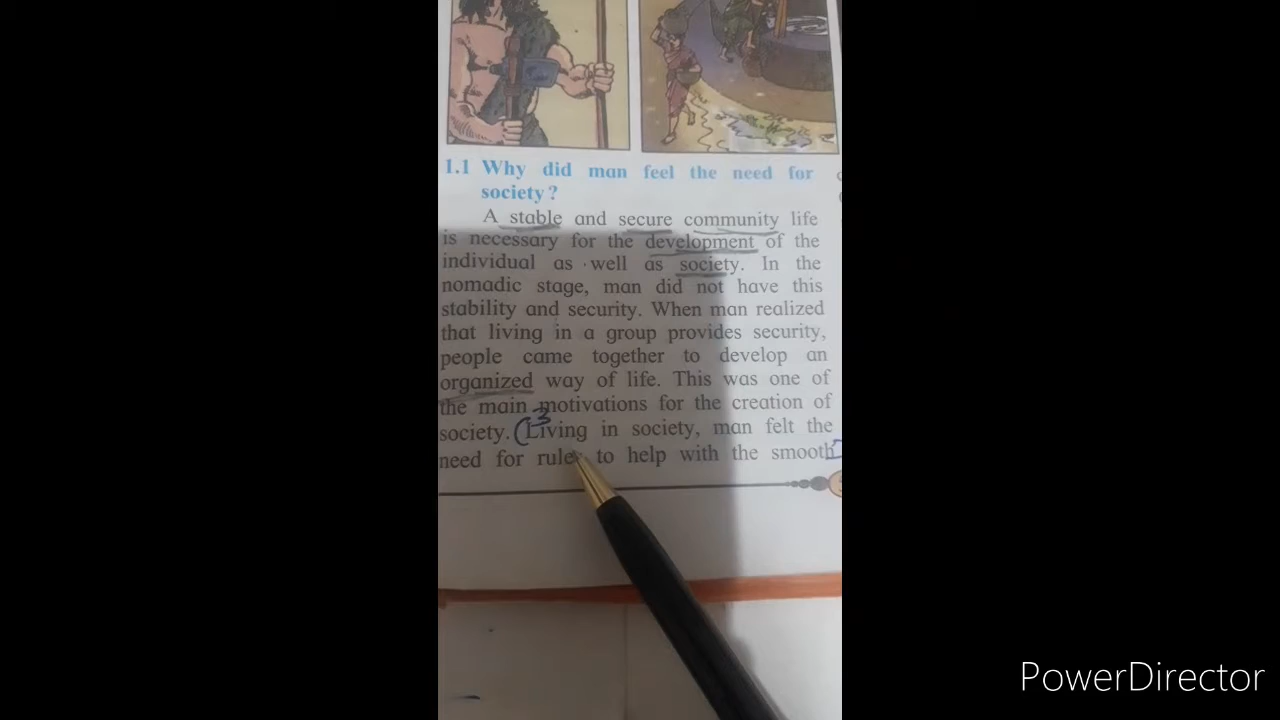 1.1 Why did man feel the need for
society?
A stable and secure community life
is necessary for the development of the
individual as well as society. In the
nomadic stage, man did not have this
stability and security. When man realized
that living in a group provides security,
people came together to develop an
organized way of life. This was one of
the main motivations for the creation of
society. (3 Living in society, man felt the
need for rules to help with the smooth
PowerDirector